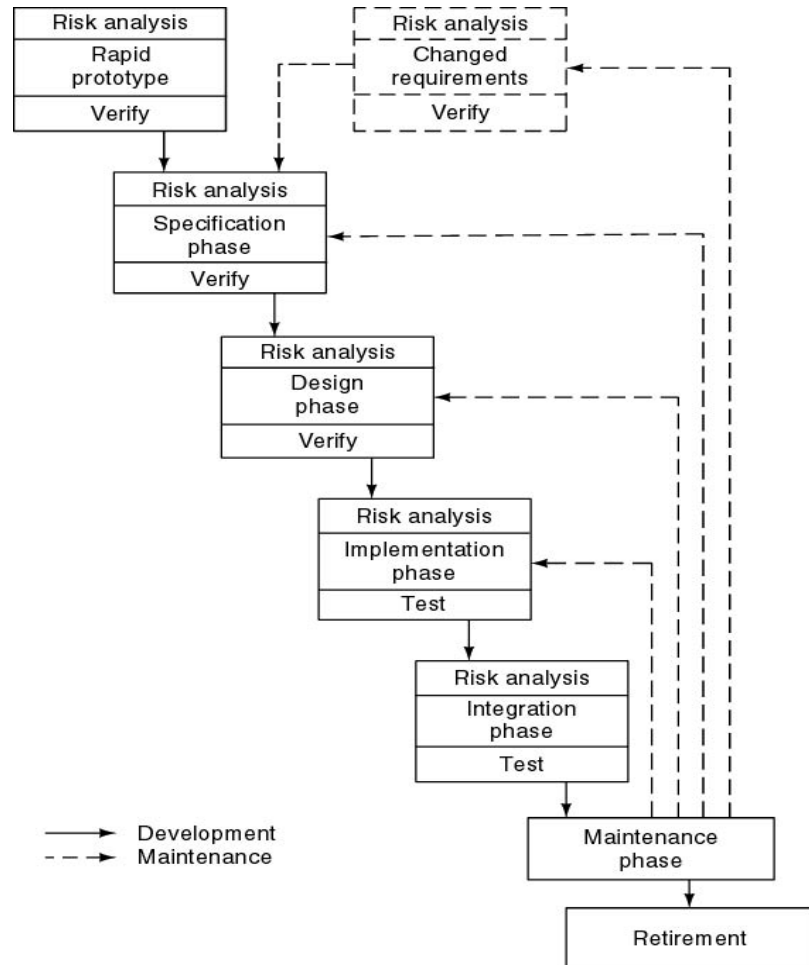 Risk analysis
Rapid
prototype
Verify
Risk analysis
Changed
requirements
Verify
Risk analysis
Specification
phase
Verify
Risk analysis
Design
phase
Verify
Risk analysis
Implementation
phase
Test
Risk analysis
Integration
phase
Test
Development
Maintenance
Maintenance
phase
Retirement